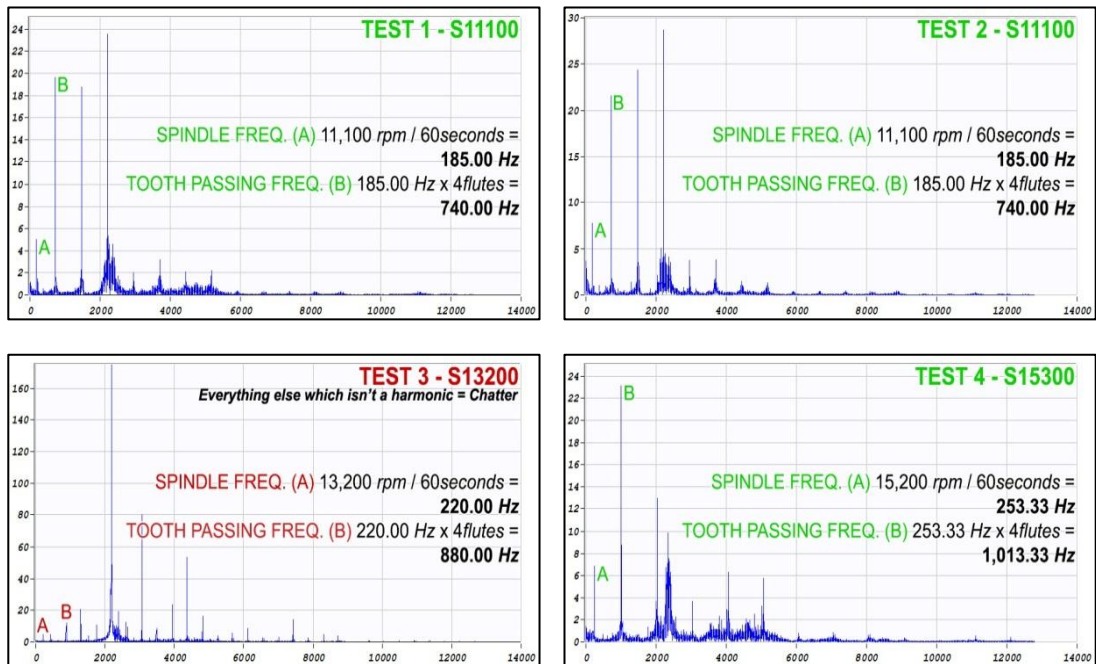 TEST 1 - S11100
24
22
20
18
16
14
12
10
8
6
4
2
0
B
A
SPINDLE FREQ. (A) 11,100 rpm / 60seconds =
185.00 Hz
TOOTH PASSING FREQ. (B) 185.00 Hz x 4flutes =
740.00 Hz
0 2000 4000 6000 8000 10000 12000 14000
TEST 2 - S11100
30
25
20
15
10
5
0
B
A
SPINDLE FREQ. (A) 11,100 rpm / 60seconds =
185.00 Hz
TOOTH PASSING FREQ. (B) 185.00 Hz x 4flutes =
740.00 Hz
0 2000 4000 6000 8000 10000 12000 14000
TEST 3 - S13200
Everything else which isn't a harmonic = Chatter
160
140
120
100
80
60
40
20
0
A
B
SPINDLE FREQ. (A) 13,200 rpm / 60seconds =
220.00 Hz
TOOTH PASSING FREQ. (B) 220.00 Hz x 4flutes =
880.00 Hz
0 2000 4000 6000 8000 10000 12000 14000
TEST 4 - S15300
24
22
20
18
16
14
12
10
8
6
4
2
0
B
A
SPINDLE FREQ. (A) 15,200 rpm / 60seconds =
253.33 Hz
TOOTH PASSING FREQ. (B) 253.33 Hz x 4flutes =
1,013.33 Hz
0 2000 4000 6000 8000 10000 12000 14000